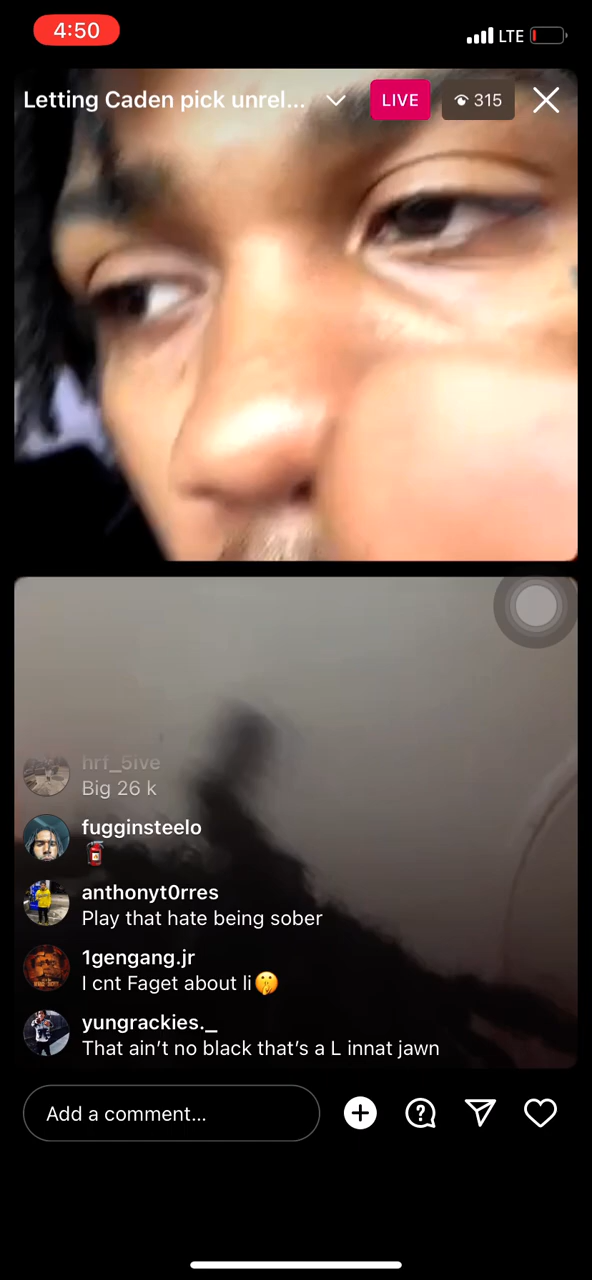 4:50
LTE
Letting Caden pick unrel...
LIVE
315
hrf_5ive
Big 26 k
fugginsteelo
🧯
anthonyt0rres
Play that hate being sober
1gengang.jr
I cnt Faget about li🤫
yungrackies._
That ain’t no black that’s a L innat jawn
Add a comment...